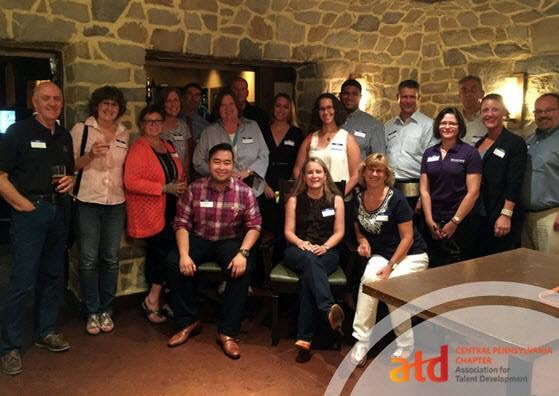 atd
CENTRAL PENNSYLVANIA
CHAPTER
Association for
Talent Development